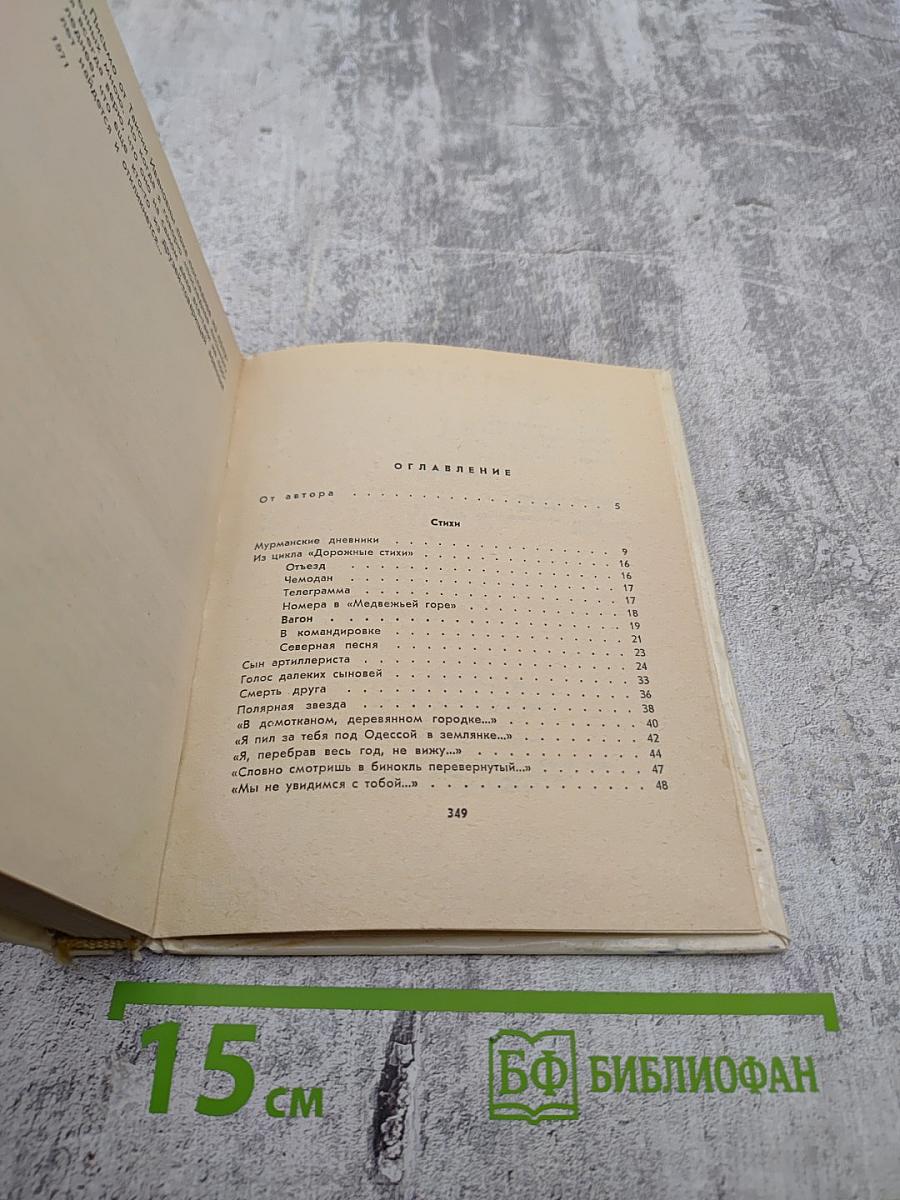 1971
ОГЛАВЛЕНИЕ
От автора . . . . . . . . . . . . . . . . . 5
Стихи
Мурманские дневники . . . . . . . . . . . . . 9
Из цикла «Дорожные стихи» . . . . . . . . . . . 16
Отъезд . . . . . . . . . . . . . . . . 16
Чемодан . . . . . . . . . . . . . . . . 17
Телеграмма . . . . . . . . . . . . . . . 17
Номера в «Медвежьей горе» . . . . . . . . . 18
Вагон . . . . . . . . . . . . . . . . . 19
В командировке . . . . . . . . . . . . . 21
Северная песня . . . . . . . . . . . . . 23
Сын артиллериста . . . . . . . . . . . . . . 24
Голос далеких сыновей . . . . . . . . . . . . . 33
Смерть друга . . . . . . . . . . . . . . . . 36
Полярная звезда . . . . . . . . . . . . . . . 38
«В домотканом, деревянном городке...» . . . . . . . 40
«Я пил за тебя под Одессой в землянке...» . . . . . . 42
«Я, перебрав весь год, не вижу...» . . . . . . . . . 44
«Словно смотришь в бинокль перевернутый...» . . . . . 47
«Мы не увидимся с тобой...» . . . . . . . . . . . 48
349
15 см
БФ БИБЛИОФАН